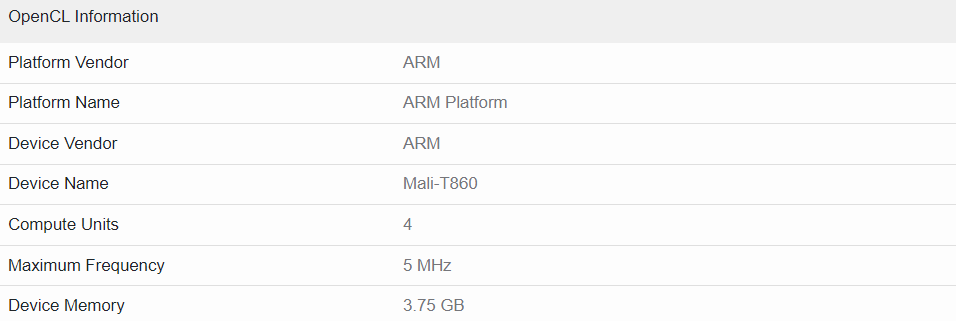 OpenCL Information
Platform Vendor ARM
Platform Name ARM Platform
Device Vendor ARM
Device Name Mali-T860
Compute Units 4
Maximum Frequency 5 MHz
Device Memory 3.75 GB